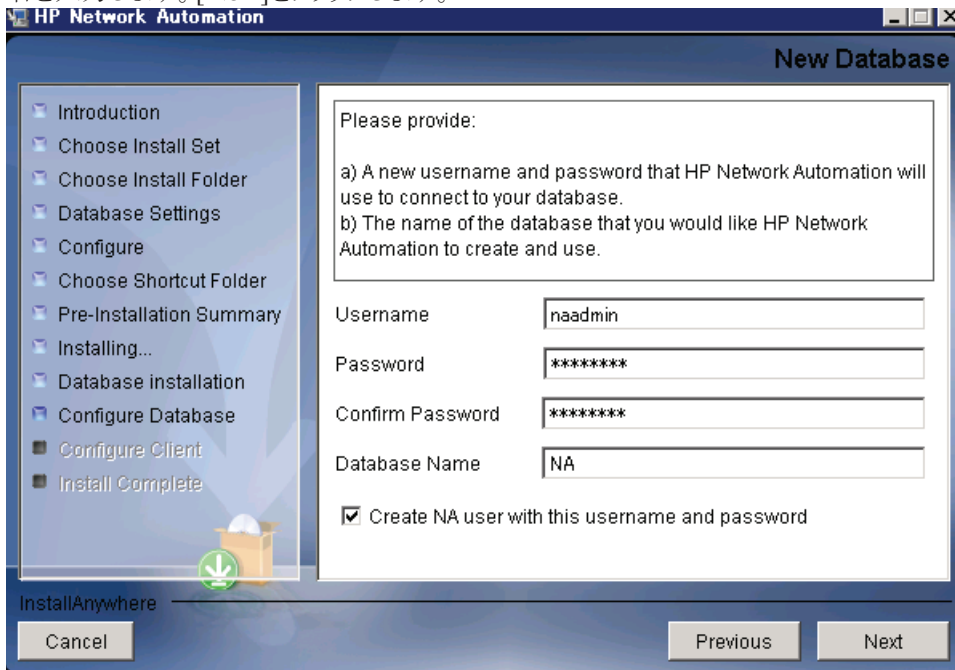 HP Network Automation
New Database
Introduction
Choose Install Set
Choose Install Folder
Database Settings
Configure
Choose Shortcut Folder
Pre-Installation Summary
Installing...
Database installation
Configure Database
Configure Client
Install Complete
Please provide:
a) A new username and password that HP Network Automation will
use to connect to your database.
b) The name of the database that you would like HP Network
Automation to create and use.
Username
naadmin
Password
********
Confirm Password
********
Database Name
NA
Create NA user with this username and password
InstallAnywhere
Cancel
Previous
Next